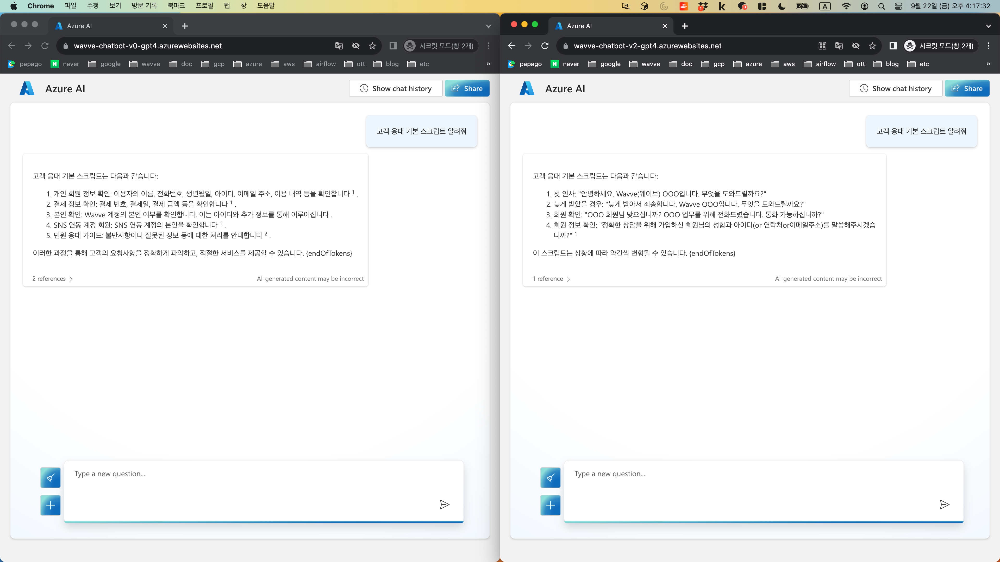 Chrome 파일 수정 보기 방문 기록 북마크 프로필 탭 창 도움말
1 N A 9월 22일 (금) 오후 4:17:32
Azure AI
wavve-chatbot-v0-gpt4.azurewebsites.net
시크릿 모드(창 2개)
papago N naver google wavve doc gcp azure aws airflow ott blog etc »
Azure AI
Show chat history
Share
고객 응대 기본 스크립트 알려줘
고객 응대 기본 스크립트는 다음과 같습니다:
1. 개인 회원 정보 확인: 이용자의 이름, 전화번호, 생년월일, 아이디, 이메일 주소, 이용 내역 등을 확인합니다 1 .
2. 결제 정보 확인: 결제 번호, 결제일, 결제 금액 등을 확인합니다 1 .
3. 본인 확인: Wavve 계정의 본인 여부를 확인합니다. 이는 아이디와 추가 정보를 통해 이루어집니다 .
4. SNS 연동 계정 회원: SNS 연동 계정의 본인을 확인합니다 1 .
5. 민원 응대 가이드: 불만사항이나 잘못된 정보 등에 대한 처리를 안내합니다 2 .
이러한 과정을 통해 고객의 요청사항을 정확하게 파악하고, 적절한 서비스를 제공할 수 있습니다. {endOfTokens}
2 references
AI-generated content may be incorrect
Type a new question...
Azure AI
wavve-chatbot-v2-gpt4.azurewebsites.net
시크릿 모드(창 2개)
papago N naver google wavve doc gcp azure aws airflow ott blog etc »
Azure AI
Show chat history
Share
고객 응대 기본 스크립트 알려줘
고객 응대 기본 스크립트는 다음과 같습니다:
1. 첫 인사: "안녕하세요. Wavve(웨이브) OOO입니다. 무엇을 도와드릴까요?"
2. 늦게 받았을 경우: "늦게 받아서 죄송합니다. Wavve OOO입니다. 무엇을 도와드릴까요?"
3. 회원 확인: "OOO 회원님 맞으십니까? OOO 업무를 위해 전화드렸습니다. 통화 가능하십니까?"
4. 회원 정보 확인: "정확한 상담을 위해 가입하신 회원님의 성함과 아이디(or 연락처or이메일주소)를 말씀해주시겠습
니까?" 1
이 스크립트는 상황에 따라 약간씩 변형될 수 있습니다. {endOfTokens}
1 reference
AI-generated content may be incorrect
Type a new question...